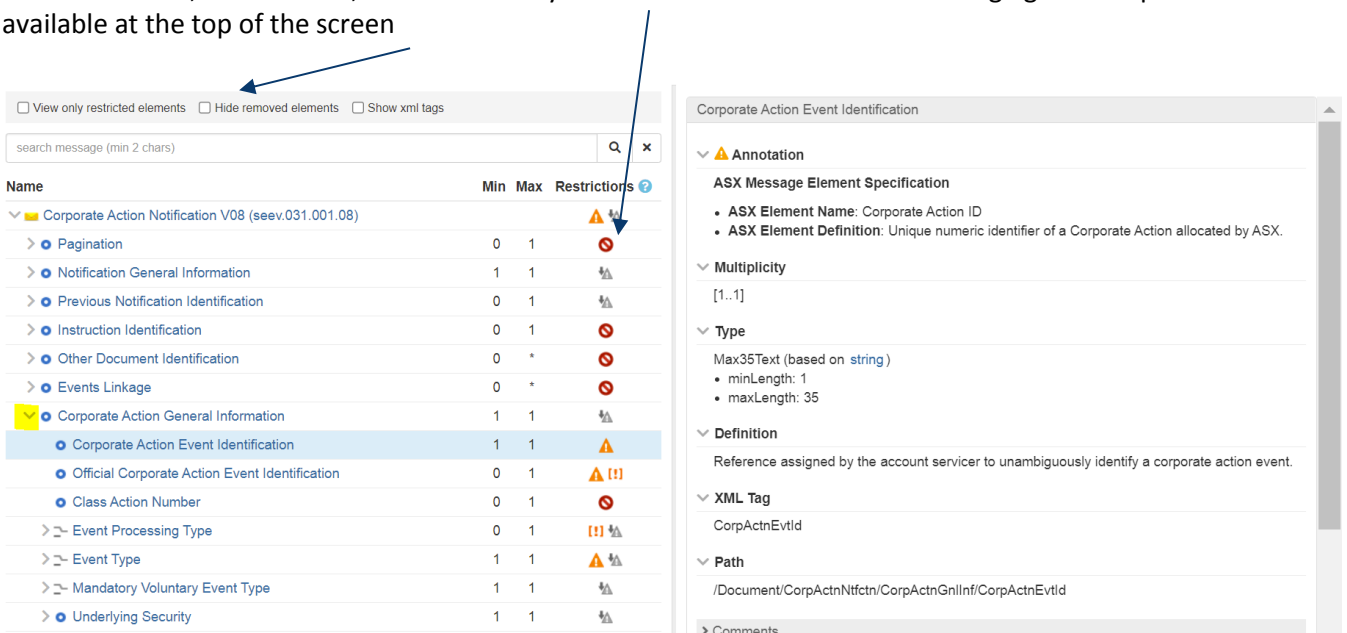 available at the top of the screen
View only restricted elements Hide removed elements Show xml tags
search message (min 2 chars)
Name Min Max Restrictions
Corporate Action Notification V08 (seev.031.001.08)
Pagination 0 1
Notification General Information 1 1
Previous Notification Identification 0 1
Instruction Identification 0 1
Other Document Identification 0 *
Events Linkage 0 *
Corporate Action General Information 1 1
Corporate Action Event Identification 1 1
Official Corporate Action Event Identification 0 1 [!]
Class Action Number 0 1
Event Processing Type 0 1 [!]
Event Type 1 1
Mandatory Voluntary Event Type 1 1
Underlying Security 1 1
Corporate Action Event Identification
Annotation
ASX Message Element Specification
• ASX Element Name: Corporate Action ID
• ASX Element Definition: Unique numeric identifier of a Corporate Action allocated by ASX.
Multiplicity
[1..1]
Type
Max35Text (based on string)
• minLength: 1
• maxLength: 35
Definition
Reference assigned by the account servicer to unambiguously identify a corporate action event.
XML Tag
CorpActnEvtId
Path
/Document/CorpActnNtfctn/CorpActnGnlInf/CorpActnEvtId
Comments